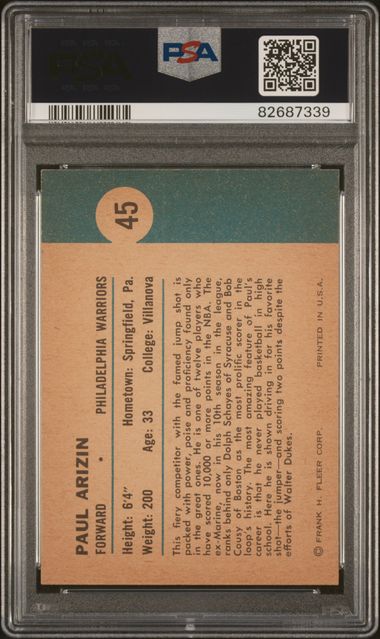 PSA
PSA
82687339
45
PAUL ARIZIN
FORWARD • PHILADELPHIA WARRIORS
Height: 6'4" Hometown: Springfield, Pa.
Weight: 200 Age: 33 College: Villanova
This fiery competitor with the famed jump shot is
packed with power, poise and proficiency found only
in the great ones. He is one of twelve players who
have scored 10,000 or more points in the NBA. The
ex-Marine, now in his 10th season in the league,
ranks behind only Dolph Schayes of Syracuse and Bob
Cousy of Boston as the most prolific scorer in the
loop's history. The most amazing feature of Paul's
career is that he never played basketball in high
school. Here he is shown driving in for his favorite
shot—the jumper—and scoring two points despite the
efforts of Walter Dukes.
© FRANK H. FLEER CORP. PRINTED IN U.S.A.